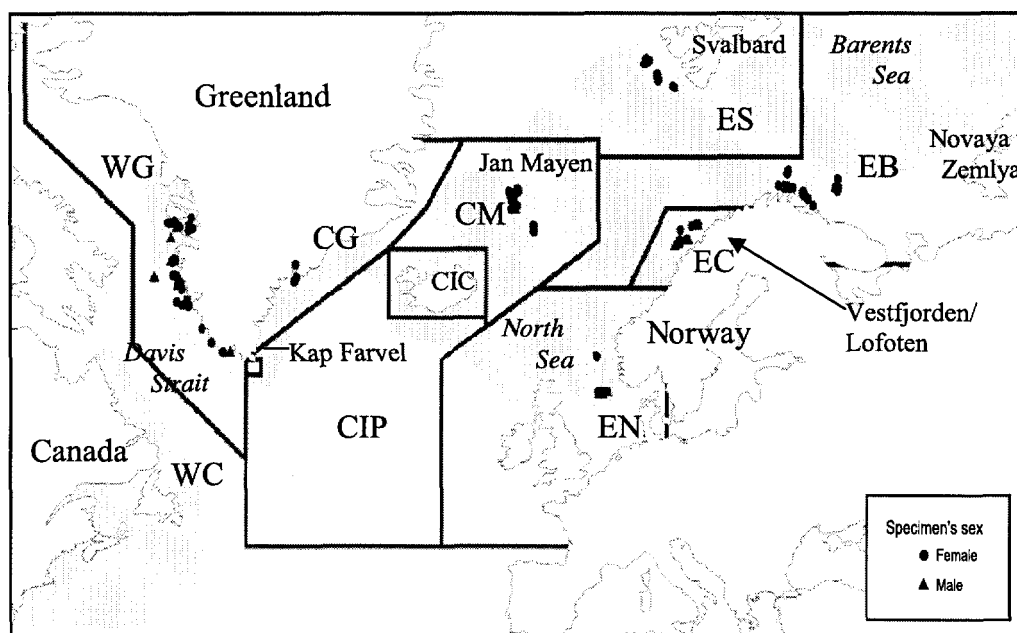 Svalbard
Barents
Sea
Greenland
ES
Novaya
Zemlya
WG
Jan Mayen
EB
CM
CG
EC
CIC
Vestfjorden/
Lofoten
North
Sea
Norway
Kap Farvel
Davis
Strait
CIP
EN
Canada
WC
Specimen's sex
Female
Male